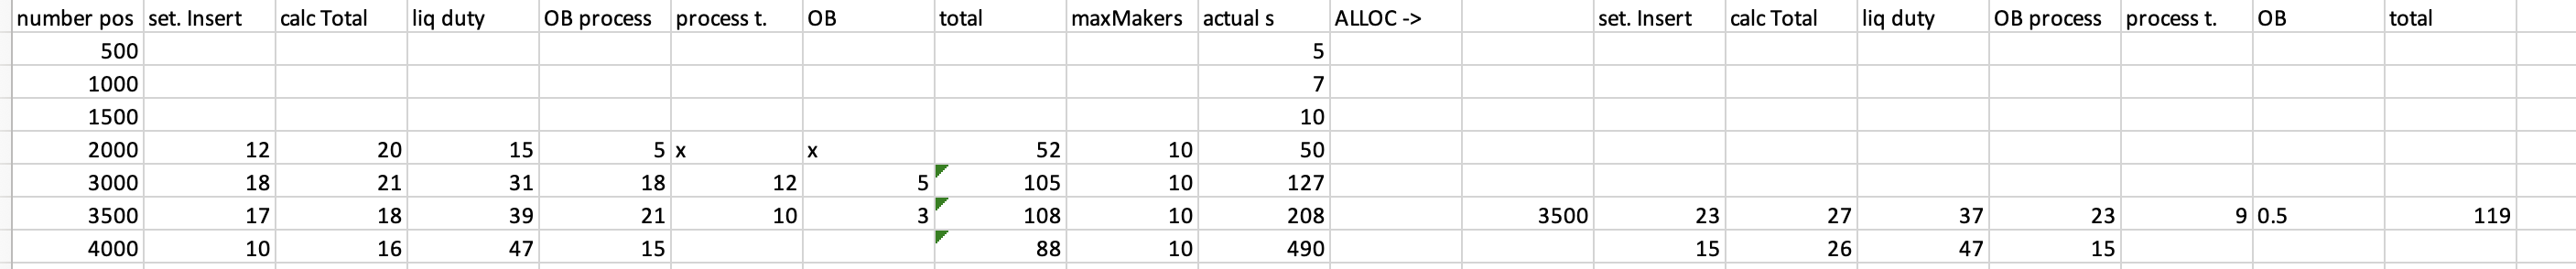 number pos set. Insert calc Total liq duty OB process process t. OB total maxMakers actual s ALLOC -> set. Insert calc Total liq duty OB process process t. OB total
500 5
1000 7
1500 10
2000 12 20 15 5 x x 52 10 50
3000 18 21 31 18 12 5 105 10 127
3500 17 18 39 21 10 3 108 10 208 3500 23 27 37 23 9 0.5 119
4000 10 16 47 15 88 10 490 15 26 47 15